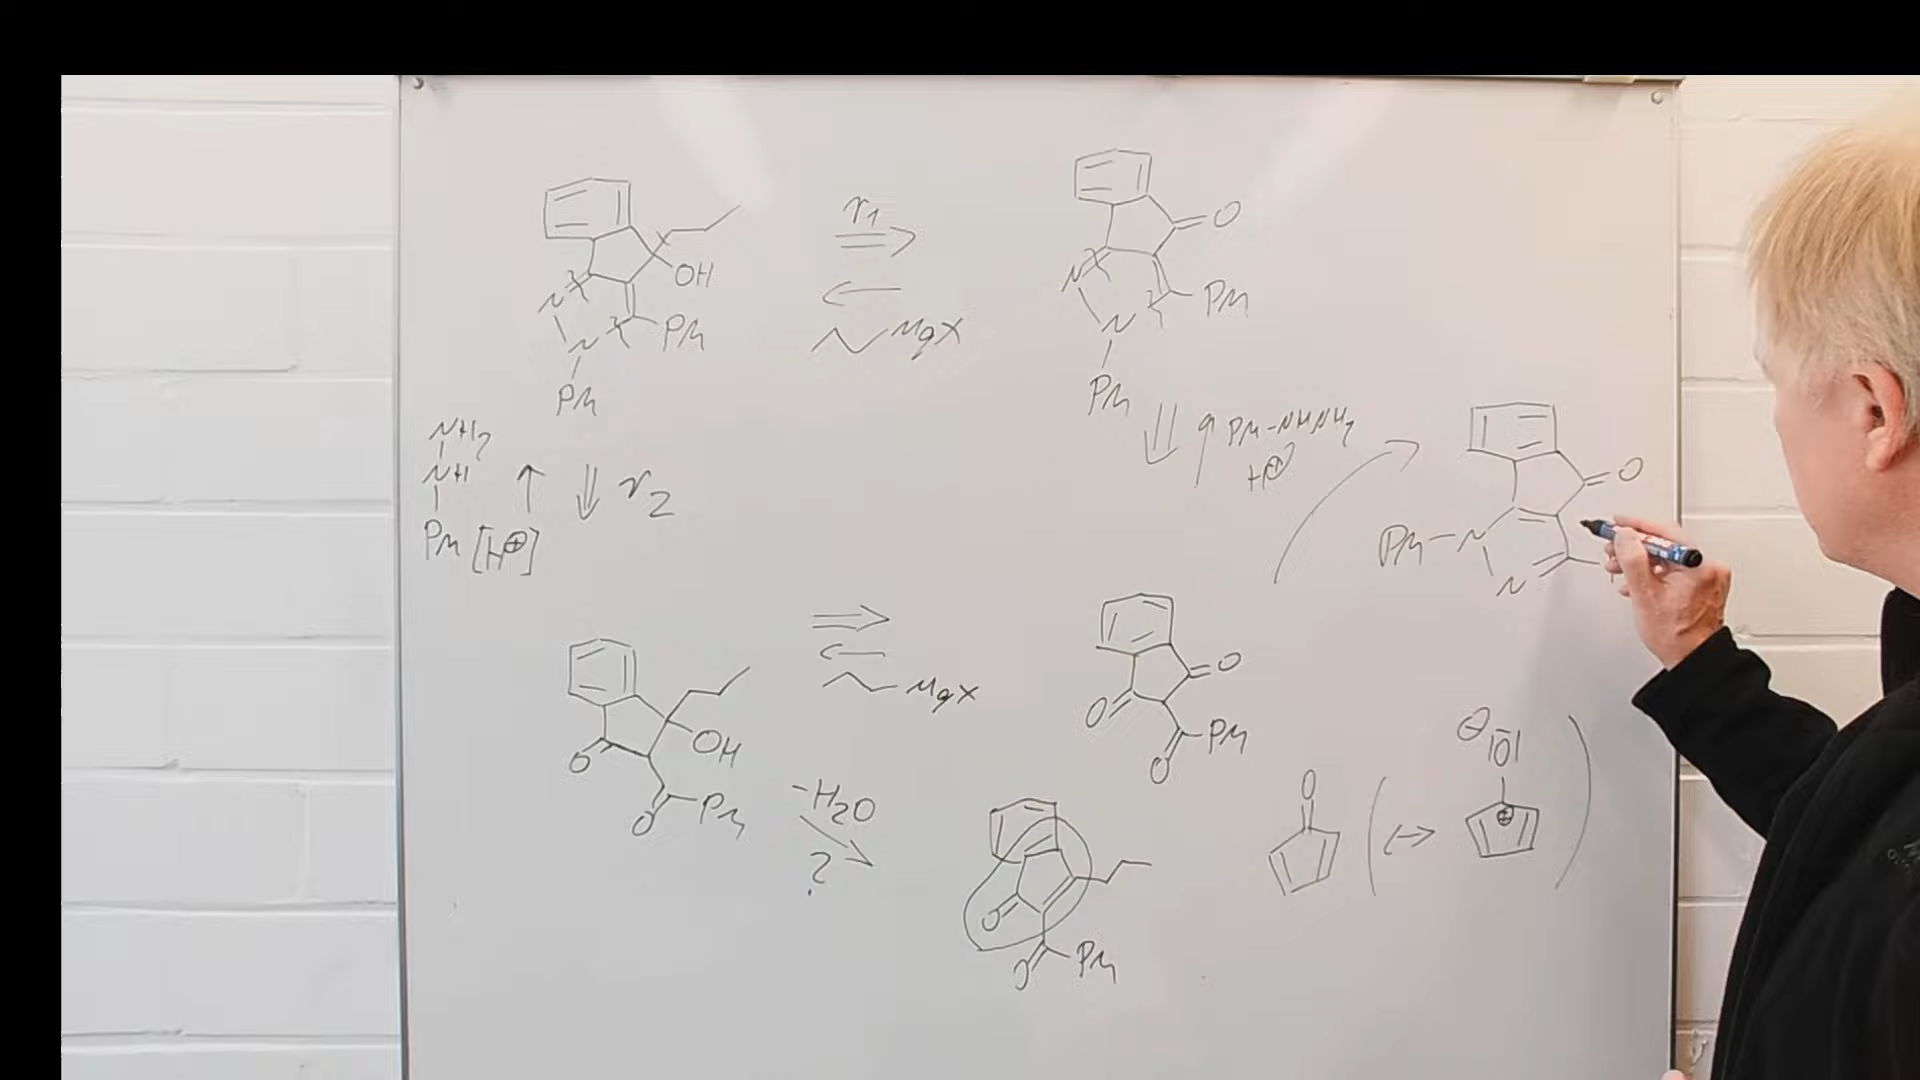 r1
O
OH
N
N
Ph
Ph
MgX
N
N
Ph
Ph
NH2
NH
Ph [H⊕]
r2
Ph-NHNH2
+H⊕
O
Ph-N
N
MgX
O
O
Ph
O
OH
O
Ph
O
-H2O
?
O
Ph
O
O
⊖
|O|
⊕